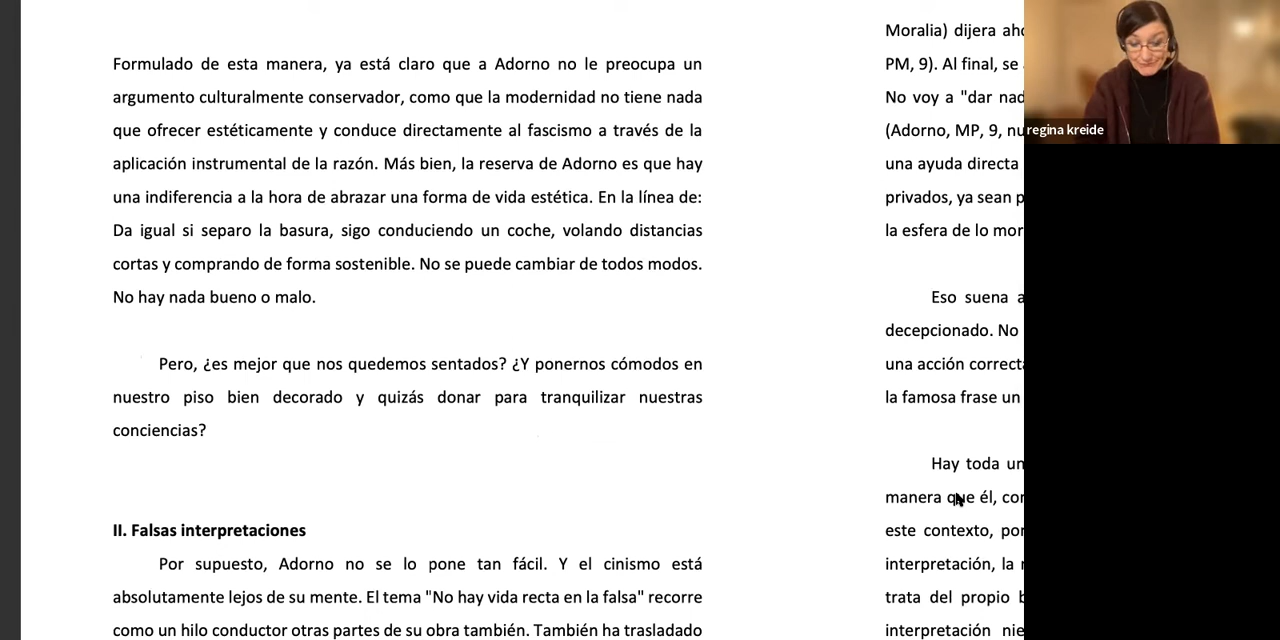 Formulado de esta manera, ya está claro que a Adorno no le preocupa un
argumento culturalmente conservador, como que la modernidad no tiene nada
que ofrecer estéticamente y conduce directamente al fascismo a través de la
aplicación instrumental de la razón. Más bien, la reserva de Adorno es que hay
una indiferencia a la hora de abrazar una forma de vida estética. En la línea de:
Da igual si separo la basura, sigo conduciendo un coche, volando distancias
cortas y comprando de forma sostenible. No se puede cambiar de todos modos.
No hay nada bueno o malo.
Pero, ¿es mejor que nos quedemos sentados? ¿Y ponernos cómodos en
nuestro piso bien decorado y quizás donar para tranquilizar nuestras
conciencias?
II. Falsas interpretaciones
Por supuesto, Adorno no se lo pone tan fácil. Y el cinismo está
absolutamente lejos de su mente. El tema "No hay vida recta en la falsa" recorre
como un hilo conductor otras partes de su obra también. También ha trasladado
Moralia) dijera
PM, 9). Al final, se
No voy a "dar
(Adorno, MP, 9,
una ayuda directa
privados, ya sean
la esfera de lo
Eso suena
decepcionado. No
una acción
la famosa frase un
Hay toda
manera que él,
este contexto,
interpretación, la
trata del propio
interpretación
regina kreide